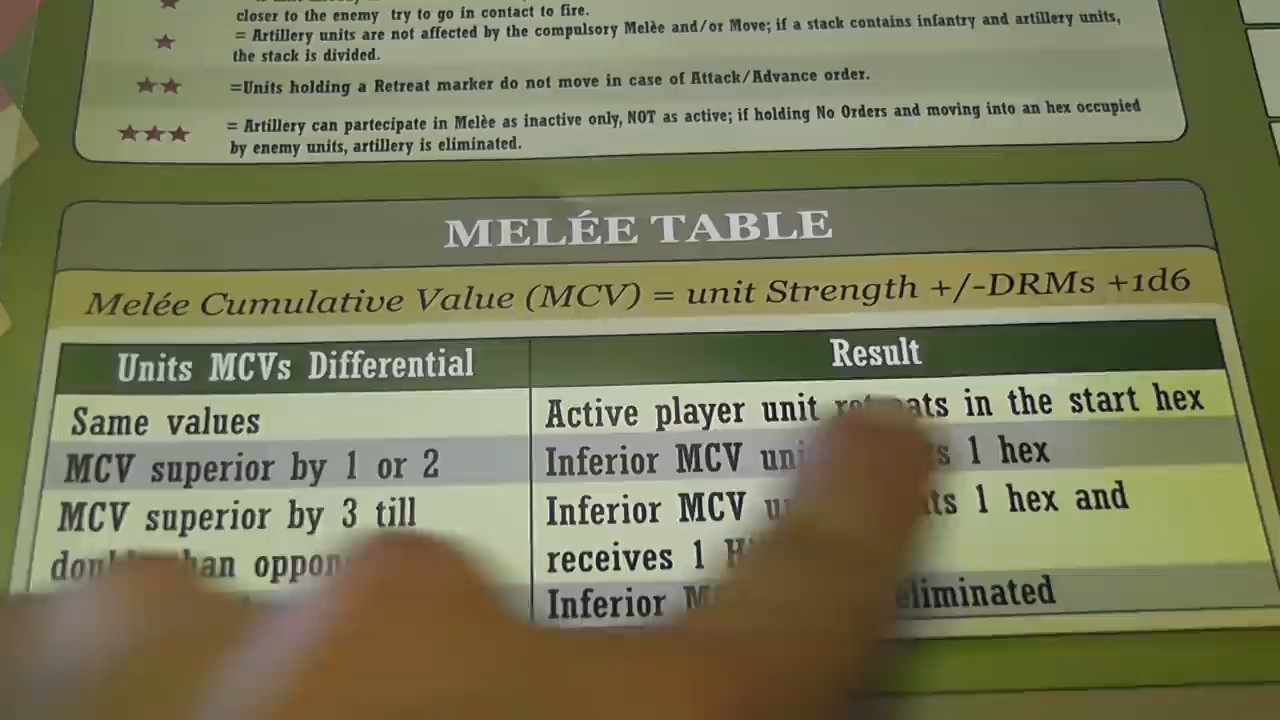 closer to the enemy try to go in contact to fire.
= Artillery units are not affected by the compulsory Melèe and/or Move; if a stack contains infantry and artillery units,
the stack is divided.
=Units holding a Retreat marker do not move in case of Attack/Advance order.
= Artillery can partecipate in Melèe as inactive only, NOT as active; if holding No Orders and moving into an hex occupied
by enemy units, artillery is eliminated.
MELÉE TABLE
Melée Cumulative Value (MCV) = unit Strength +/-DRMs +1d6
Units MCVs Differential
Result
Same values
Active player unit retreats in the start hex
MCV superior by 1 or 2
Inferior MCV 1 hex
MCV superior by 3 till
Inferior MCV 1 hex and
receives 1
Inferior eliminated